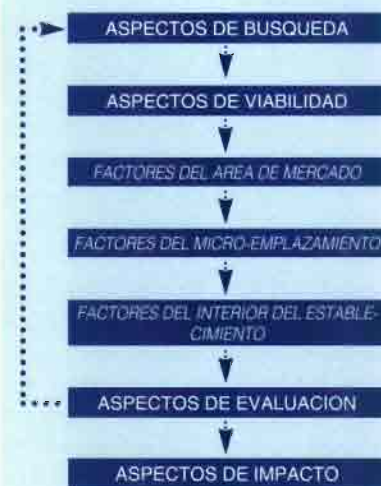 ASPECTOS DE BUSQUEDA
ASPECTOS DE VIABILIDAD
FACTORES DEL AREA DE MERCADO
FACTORES DEL MICRO-EMPLAZAMIENTO
FACTORES DEL INTERIOR DEL ESTABLE-
CIMIENTO
ASPECTOS DE EVALUACION
ASPECTOS DE IMPACTO